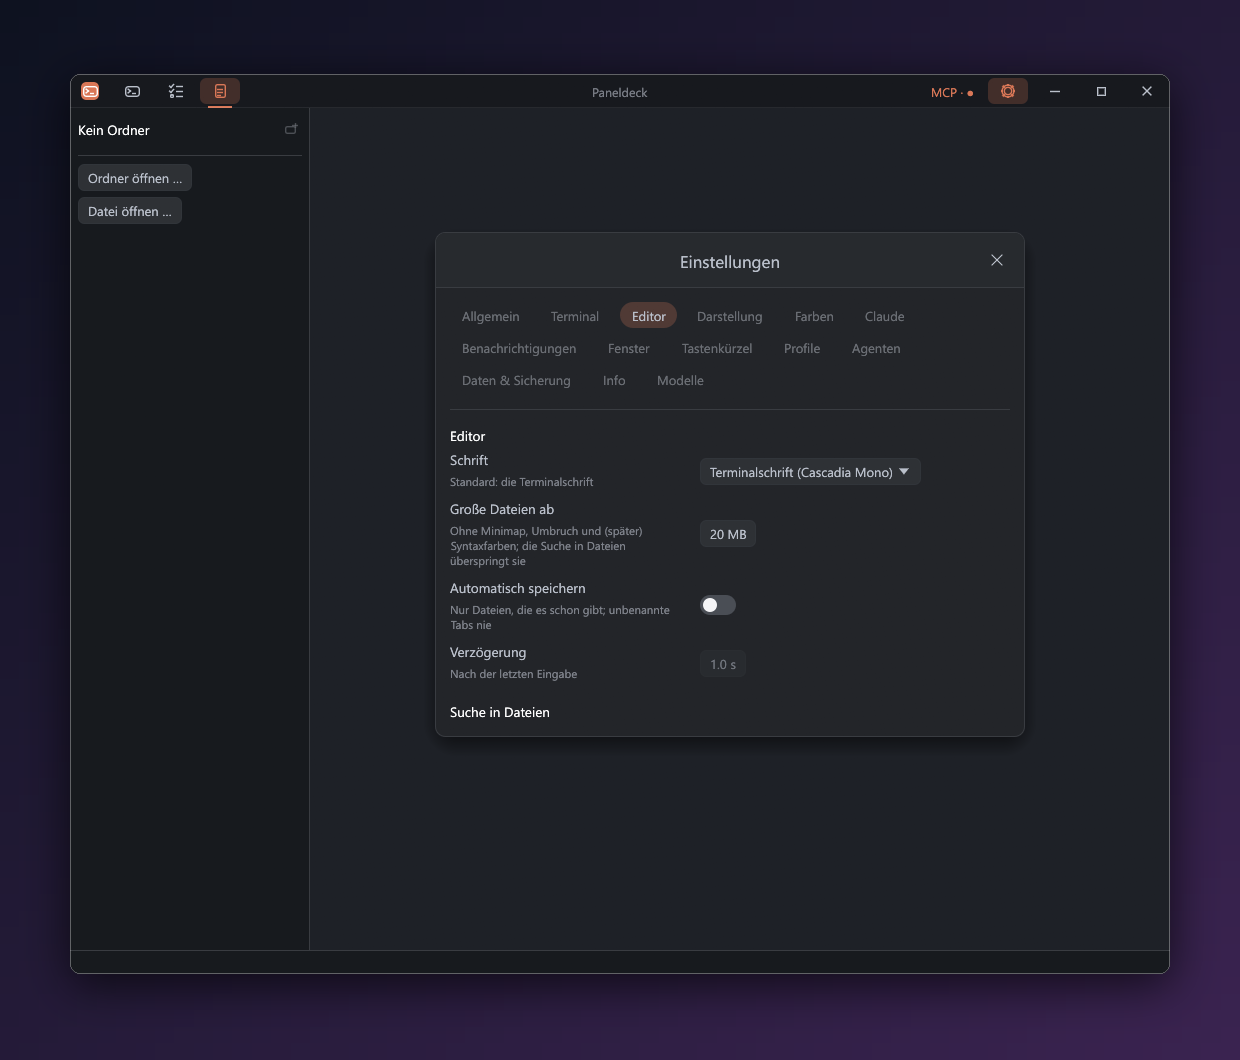 Paneldeck
MCP · ●
Kein Ordner
Ordner öffnen ...
Datei öffnen ...
Einstellungen
Allgemein Terminal Editor Darstellung Farben Claude
Benachrichtigungen Fenster Tastenkürzel Profile Agenten
Daten & Sicherung Info Modelle
Editor
Schrift
Standard: die Terminalschrift
Terminalschrift (Cascadia Mono)
Große Dateien ab
Ohne Minimap, Umbruch und (später)
Syntaxfarben; die Suche in Dateien
überspringt sie
20 MB
Automatisch speichern
Nur Dateien, die es schon gibt; unbenannte
Tabs nie
Verzögerung
Nach der letzten Eingabe
1.0 s
Suche in Dateien